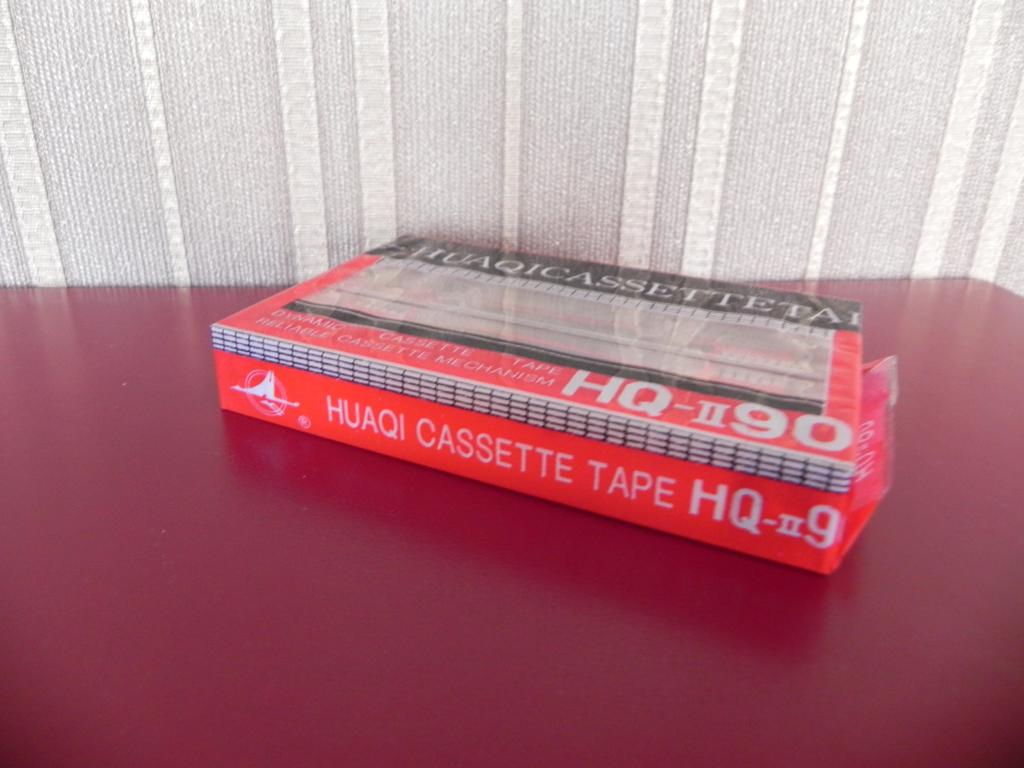 HUAQICASSETTETA
DYNAMIC CASSETTE TAPE
RELIABLE CASSETTE MECHANISM
HQ-II90
® HUAQI CASSETTE TAPE HQ-II9